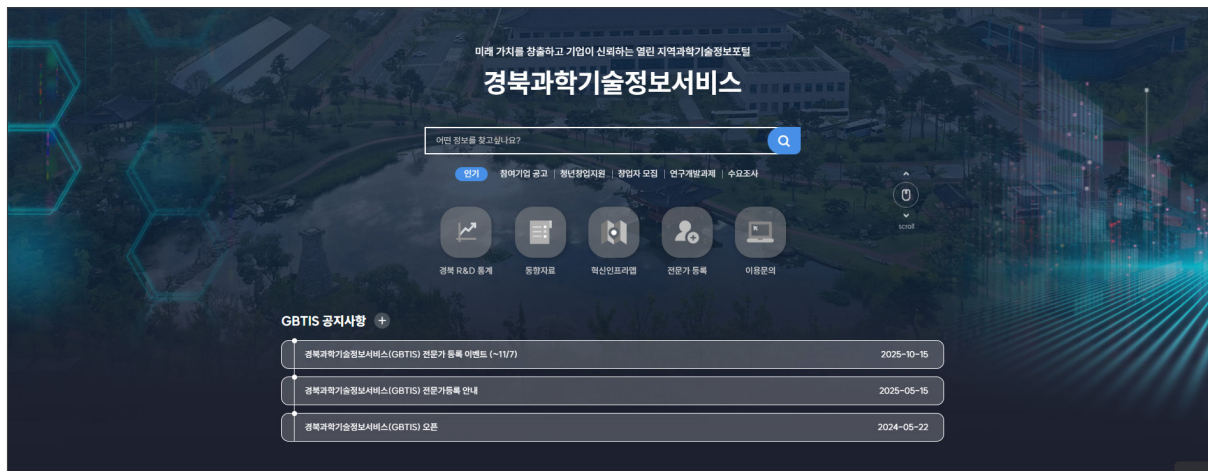 미래 가치를 창출하고 기업이 신뢰하는 열린 지역과학기술정보포털
경북과학기술정보서비스
어떤 정보를 찾고싶나요?
인기 참여기업 공고 | 청년창업지원 | 창업자 모집 | 연구개발과제 | 수요조사
scroll
경북 R&D 통계 동향자료 혁신인프라맵 전문가 등록 이용문의
GBTIS 공지사항 +
경북과학기술정보서비스(GBTIS) 전문가 등록 이벤트 (~11/7) 2025-10-15
경북과학기술정보서비스(GBTIS) 전문가등록 안내 2025-05-15
경북과학기술정보서비스(GBTIS) 오픈 2024-05-22